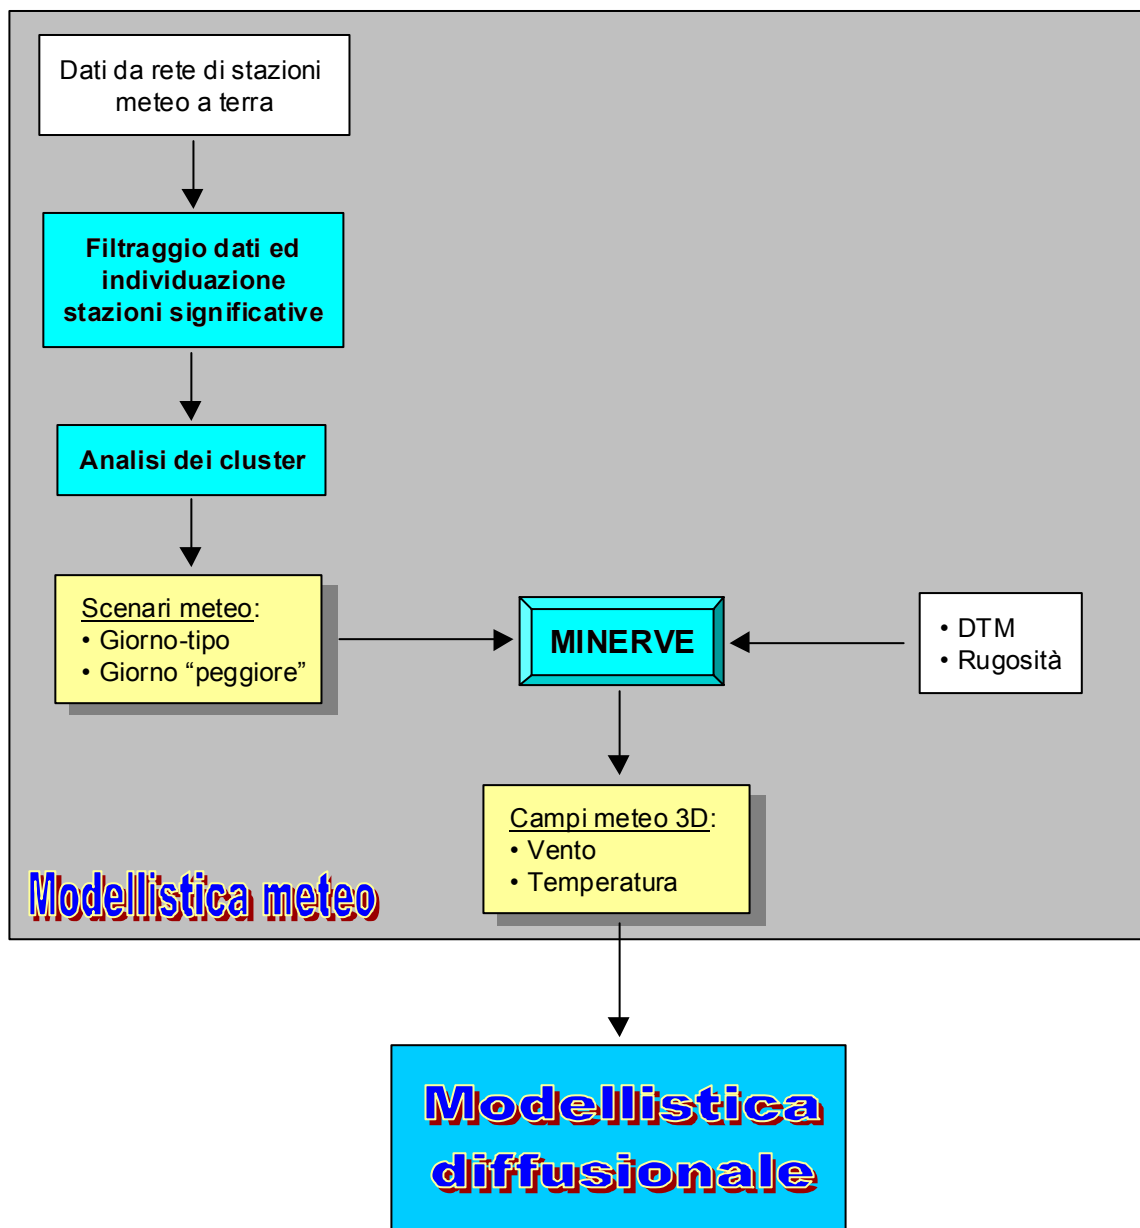 Dati da rete di stazioni
meteo a terra
Filtraggio dati ed
individuazione
stazioni significative
Analisi dei cluster
Scenari meteo:
• Giorno-tipo
• Giorno “peggiore”
MINERVE
• DTM
• Rugosità
Campi meteo 3D:
• Vento
• Temperatura
Modellistica meteo
Modellistica
diffusionale